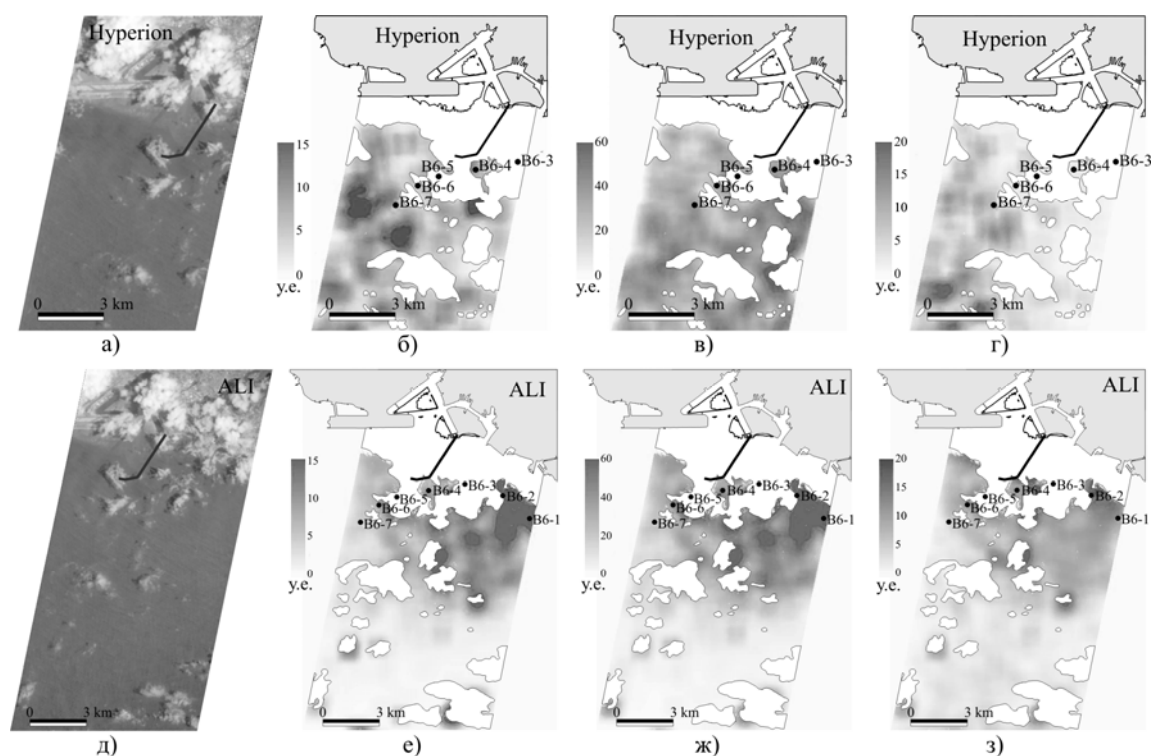 Hyperion
0 3 km
а)
Hyperion
15
10
5
0
у.е.
B6-3
B6-4
B6-5
B6-6
B6-7
0 3 km
б)
Hyperion
60
40
20
0
у.е.
B6-3
B6-4
B6-5
B6-6
B6-7
0 3 km
в)
Hyperion
20
15
10
5
0
у.е.
B6-3
B6-4
B6-5
B6-6
B6-7
0 3 km
г)
ALI
0 3 km
д)
ALI
15
10
5
0
у.е.
B6-3
B6-4
B6-2
B6-5
B6-6
B6-7
B6-1
0 3 km
е)
ALI
60
40
20
0
у.е.
B6-3
B6-4
B6-2
B6-5
B6-6
B6-7
B6-1
0 3 km
ж)
ALI
20
15
10
5
0
у.е.
B6-3
B6-4
B6-2
B6-5
B6-6
B6-7
B6-1
0 3 km
з)